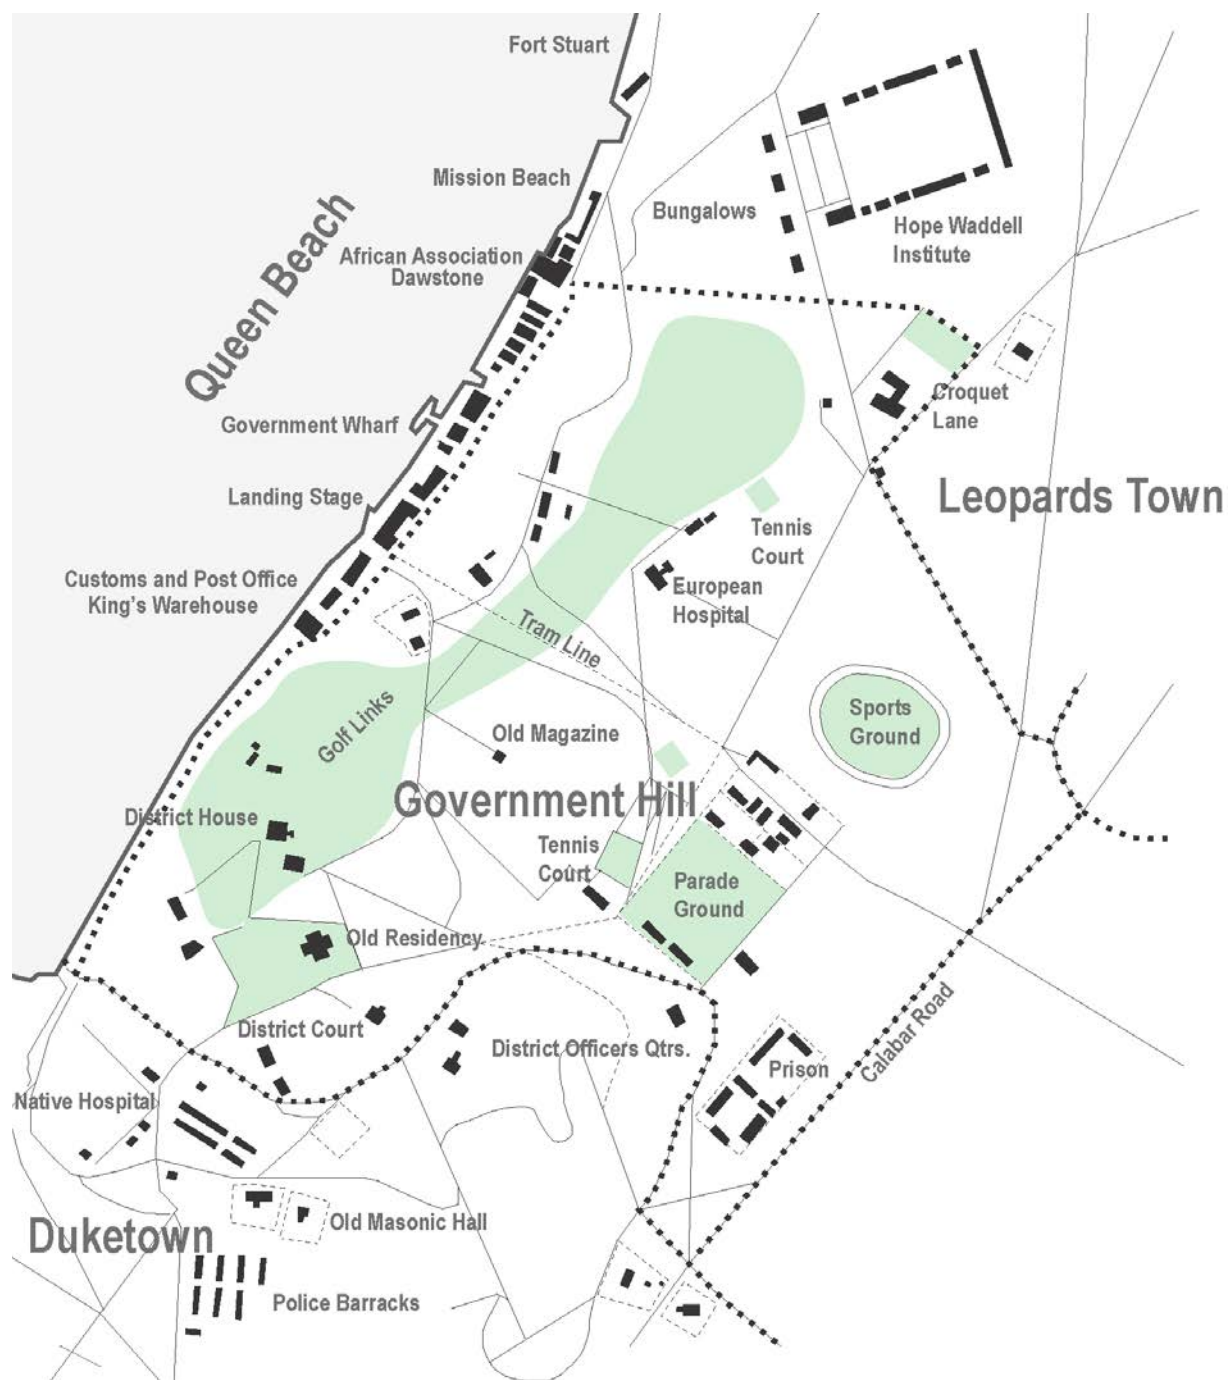 Fort Stuart
Mission Beach
Queen Beach
Bungalows
Hope Waddell
Institute
African Association
Dawstone
Croquet
Lane
Government Wharf
Leopards Town
Landing Stage
Tennis
Court
Customs and Post Office
King's Warehouse
European
Hospital
Tram Line
Golf Links
Old Magazine
Sports
Ground
Government Hill
District House
Tennis
Court
Parade
Ground
Old Residency
District Court
District Officers Qtrs.
Calabar Road
Prison
Native Hospital
Duketown
Old Masonic Hall
Police Barracks